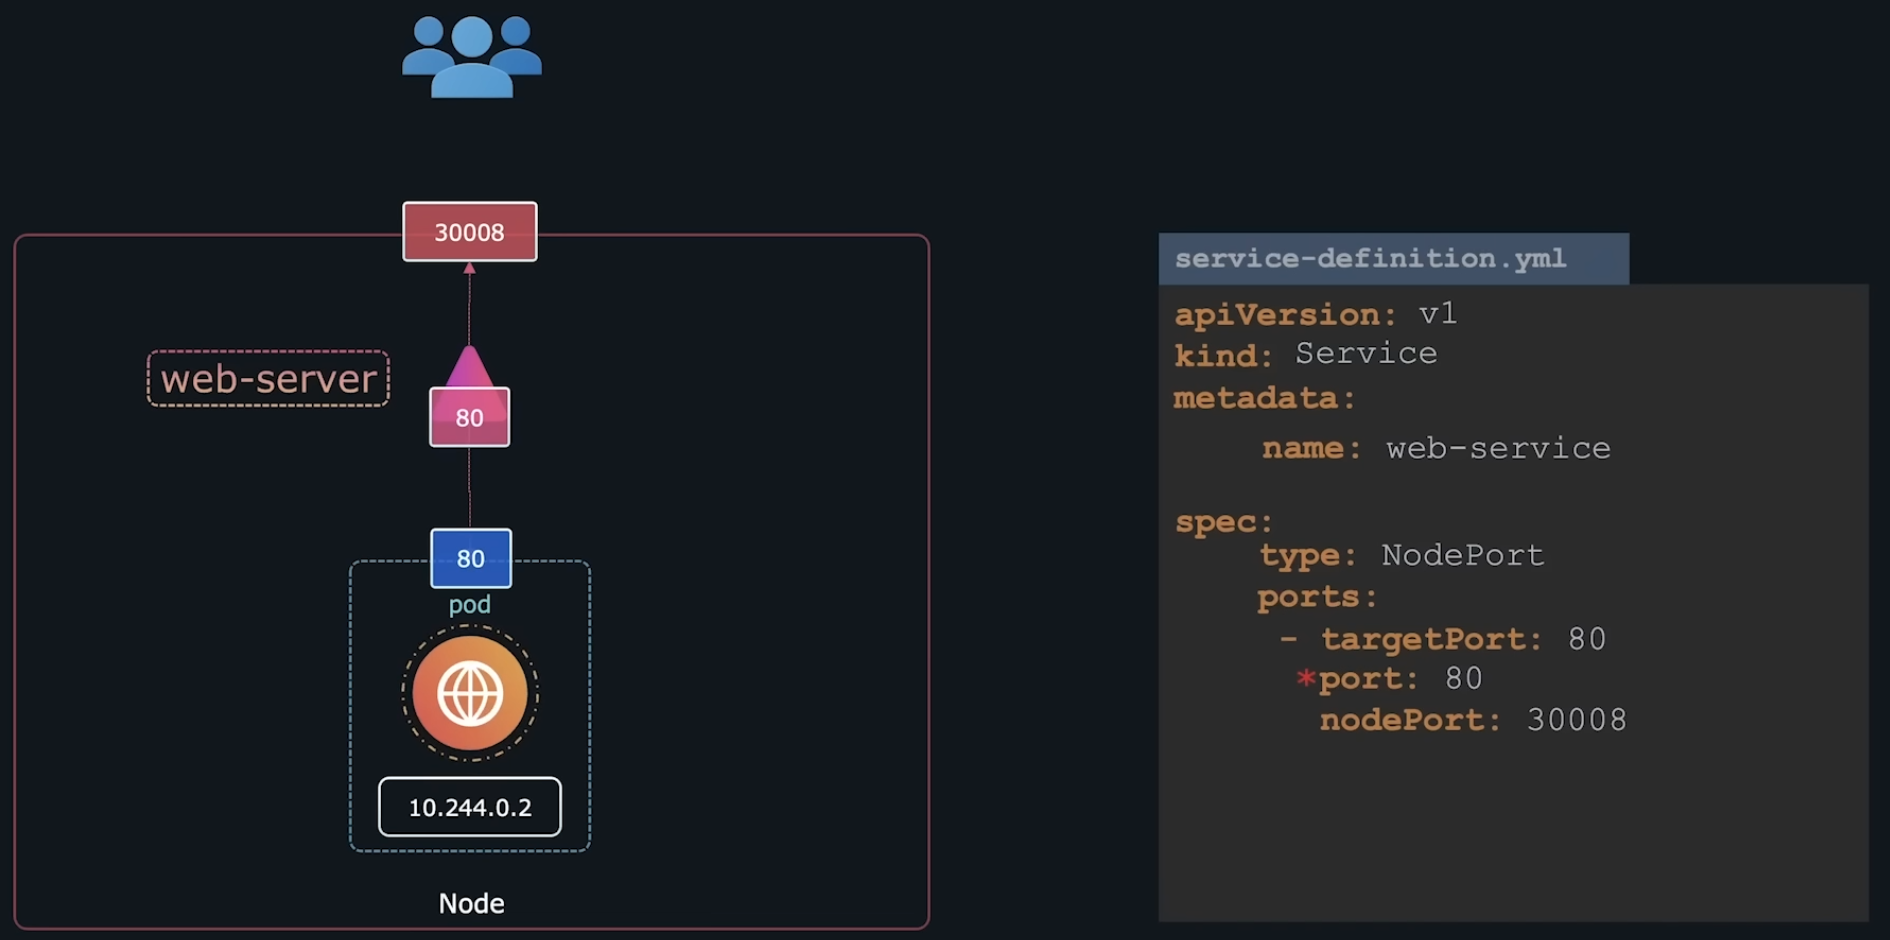 30008
web-server
80
80
pod
10.244.0.2
Node
service-definition.yml
apiVersion: v1
kind: Service
metadata:
name: web-service
spec:
type: NodePort
ports:
- targetPort: 80
*port: 80
nodePort: 30008